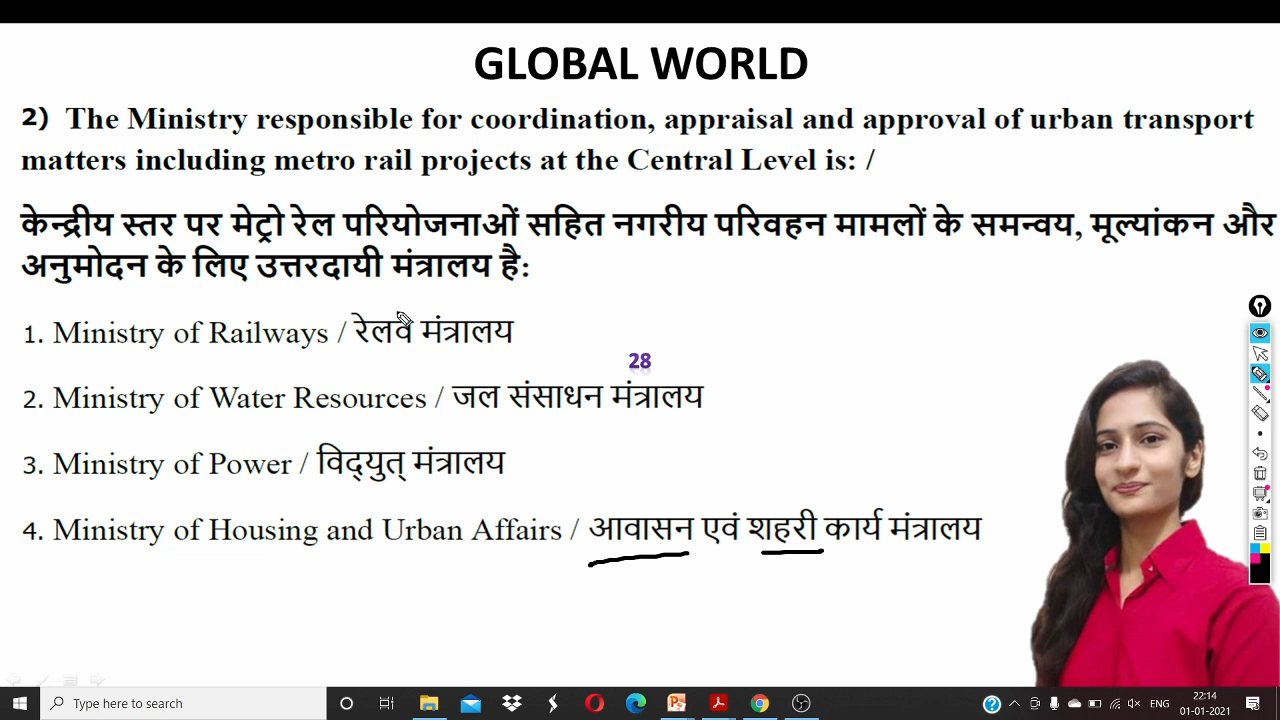 GLOBAL WORLD
2) The Ministry responsible for coordination, appraisal and approval of urban transport
matters including metro rail projects at the Central Level is: /
केन्द्रीय स्तर पर मेट्रो रेल परियोजनाओं सहित नगरीय परिवहन मामलों के समन्वय, मूल्यांकन और
अनुमोदन के लिए उत्तरदायी मंत्रालय है:
1. Ministry of Railways / रेलवे मंत्रालय
28
2. Ministry of Water Resources / जल संसाधन मंत्रालय
3. Ministry of Power / विद्युत् मंत्रालय
4. Ministry of Housing and Urban Affairs / आवासन एवं शहरी कार्य मंत्रालय
Type here to search
ENG
22:14
01-01-2021